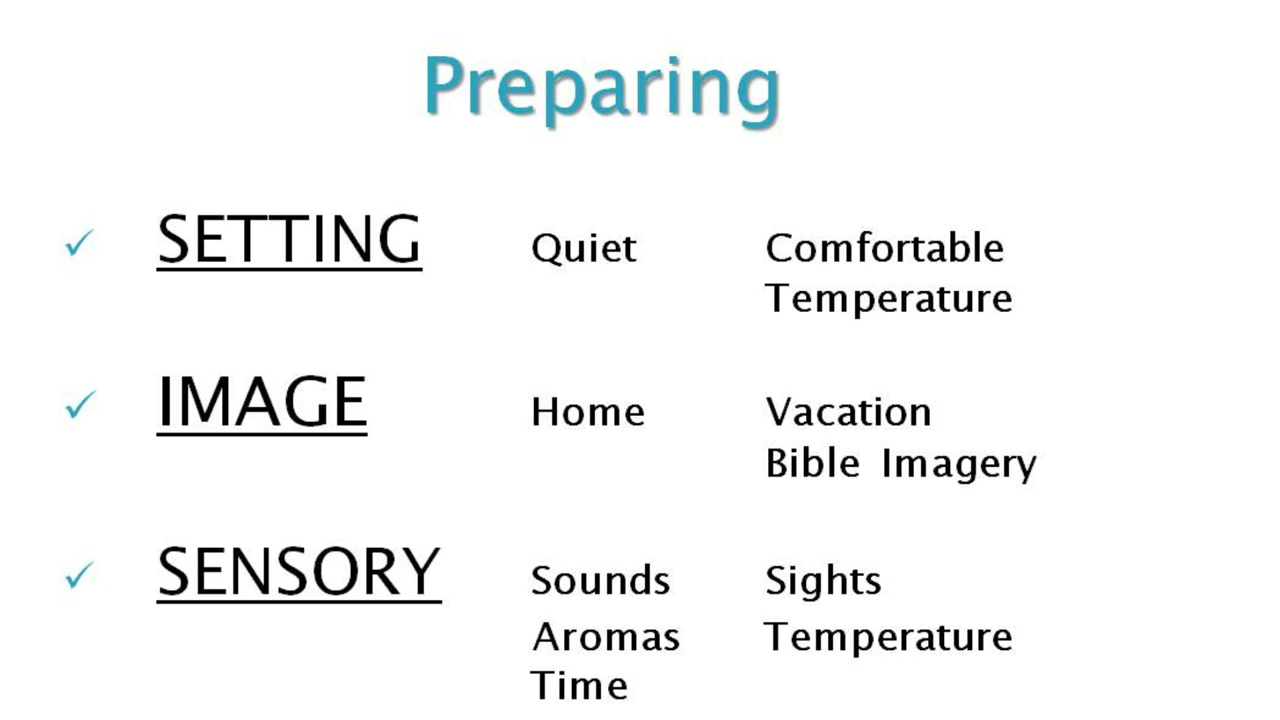 Preparing
✓ SETTING Quiet Comfortable
Temperature
✓ IMAGE Home Vacation
Bible Imagery
✓ SENSORY Sounds Sights
Aromas Temperature
Time